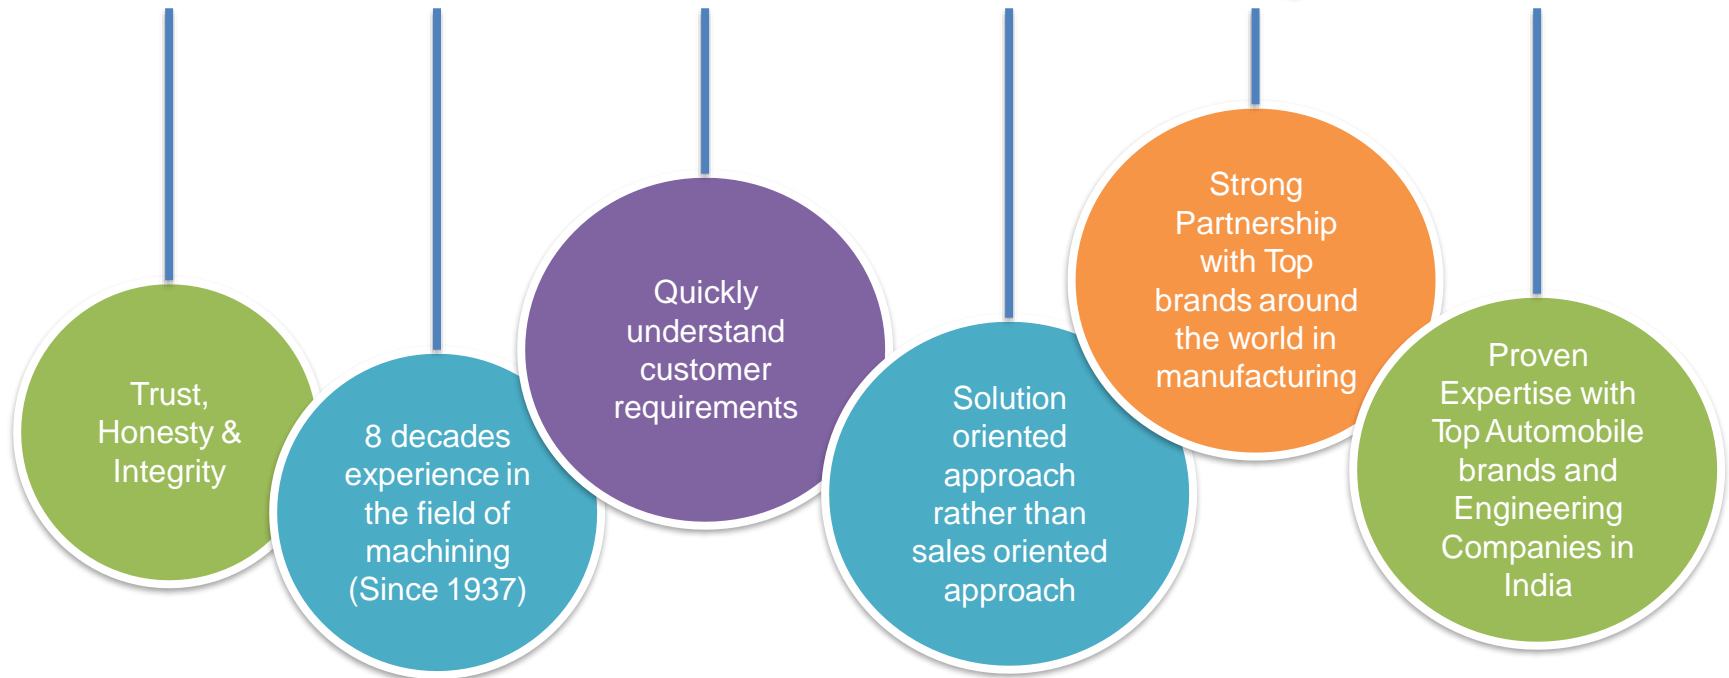 Trust,
Honesty &
Integrity
8 decades
experience in
the field of
machining
(Since 1937)
Quickly
understand
customer
requirements
Solution
oriented
approach
rather than
sales oriented
approach
Strong
Partnership
with Top
brands around
the world in
manufacturing
Proven
Expertise with
Top Automobile
brands and
Engineering
Companies in
India